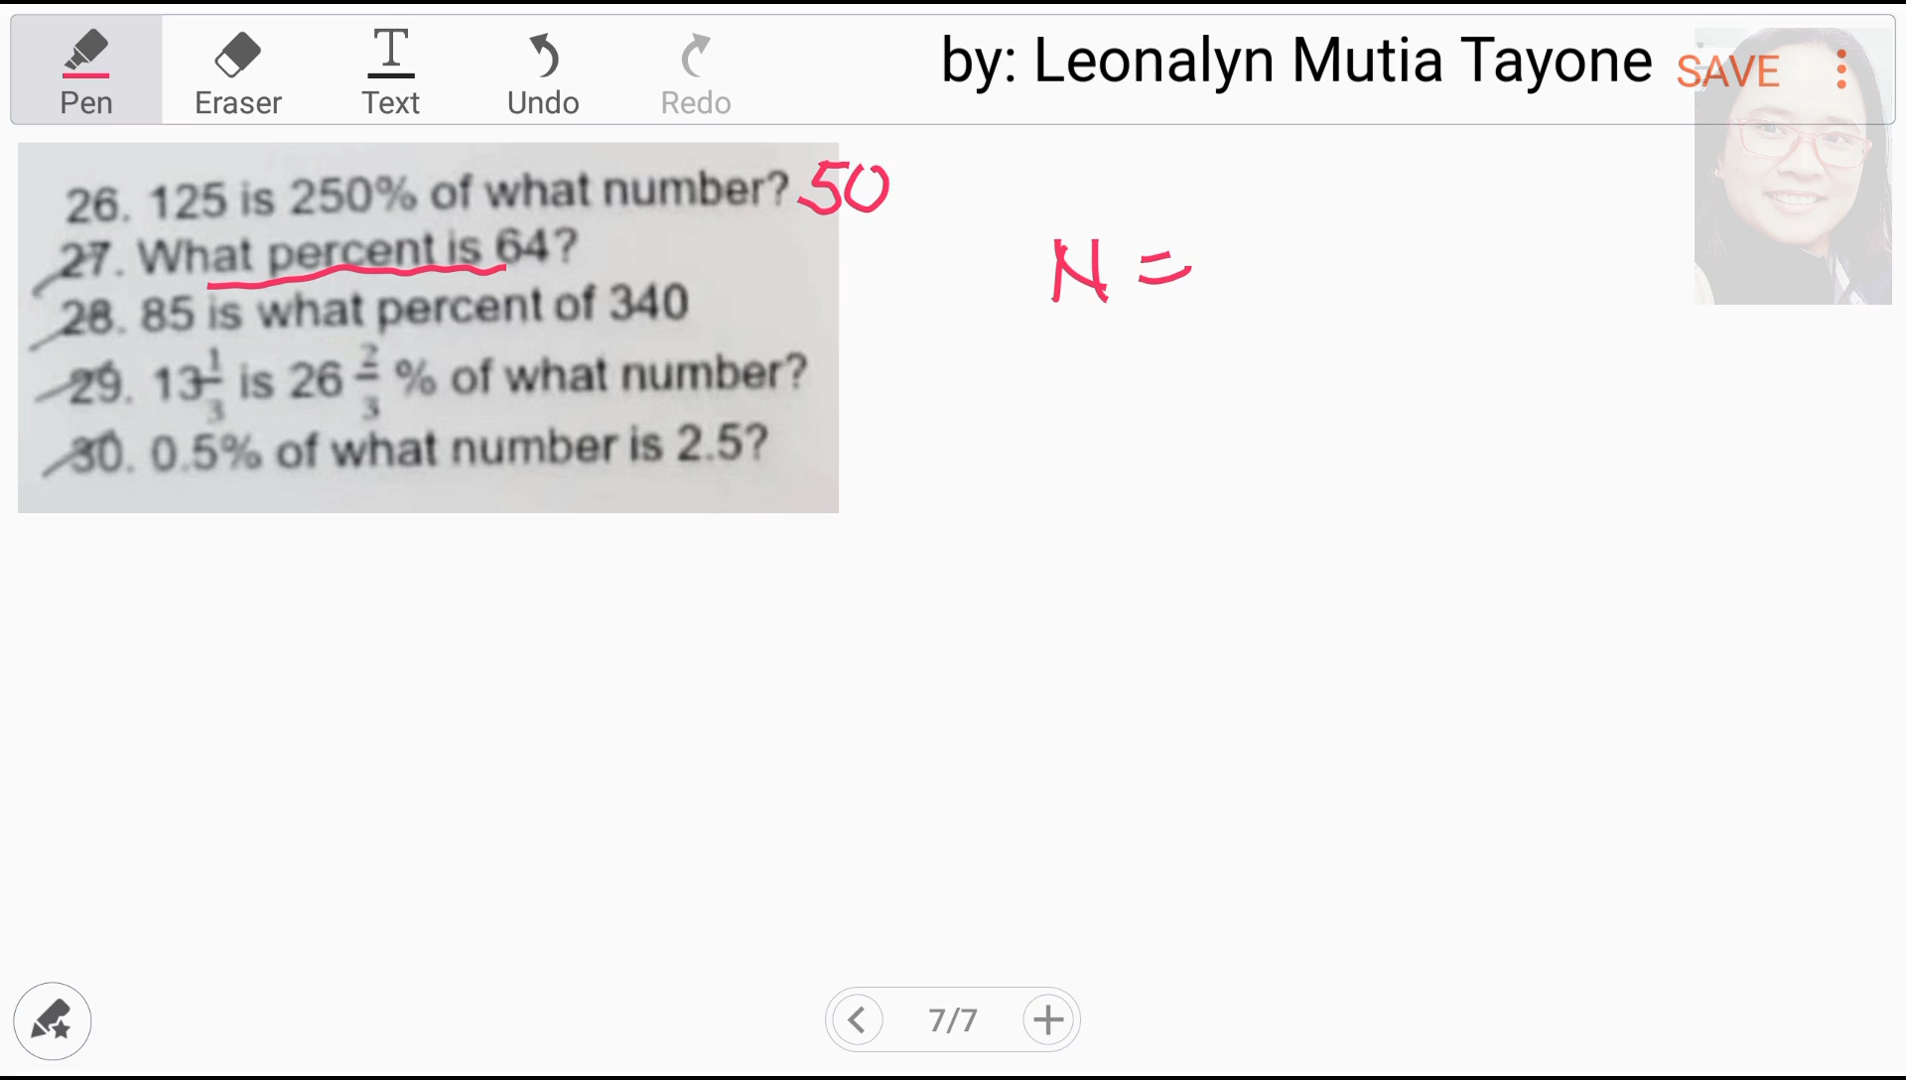 Pen Eraser Text Undo Redo by: Leonalyn Mutia Tayone SAVE
26. 125 is 250% of what number? 50
27. What percent is 64?
N =
28. 85 is what percent of 340
29. 13 1/3 is 26 2/3 % of what number?
30. 0.5% of what number is 2.5?
7/7